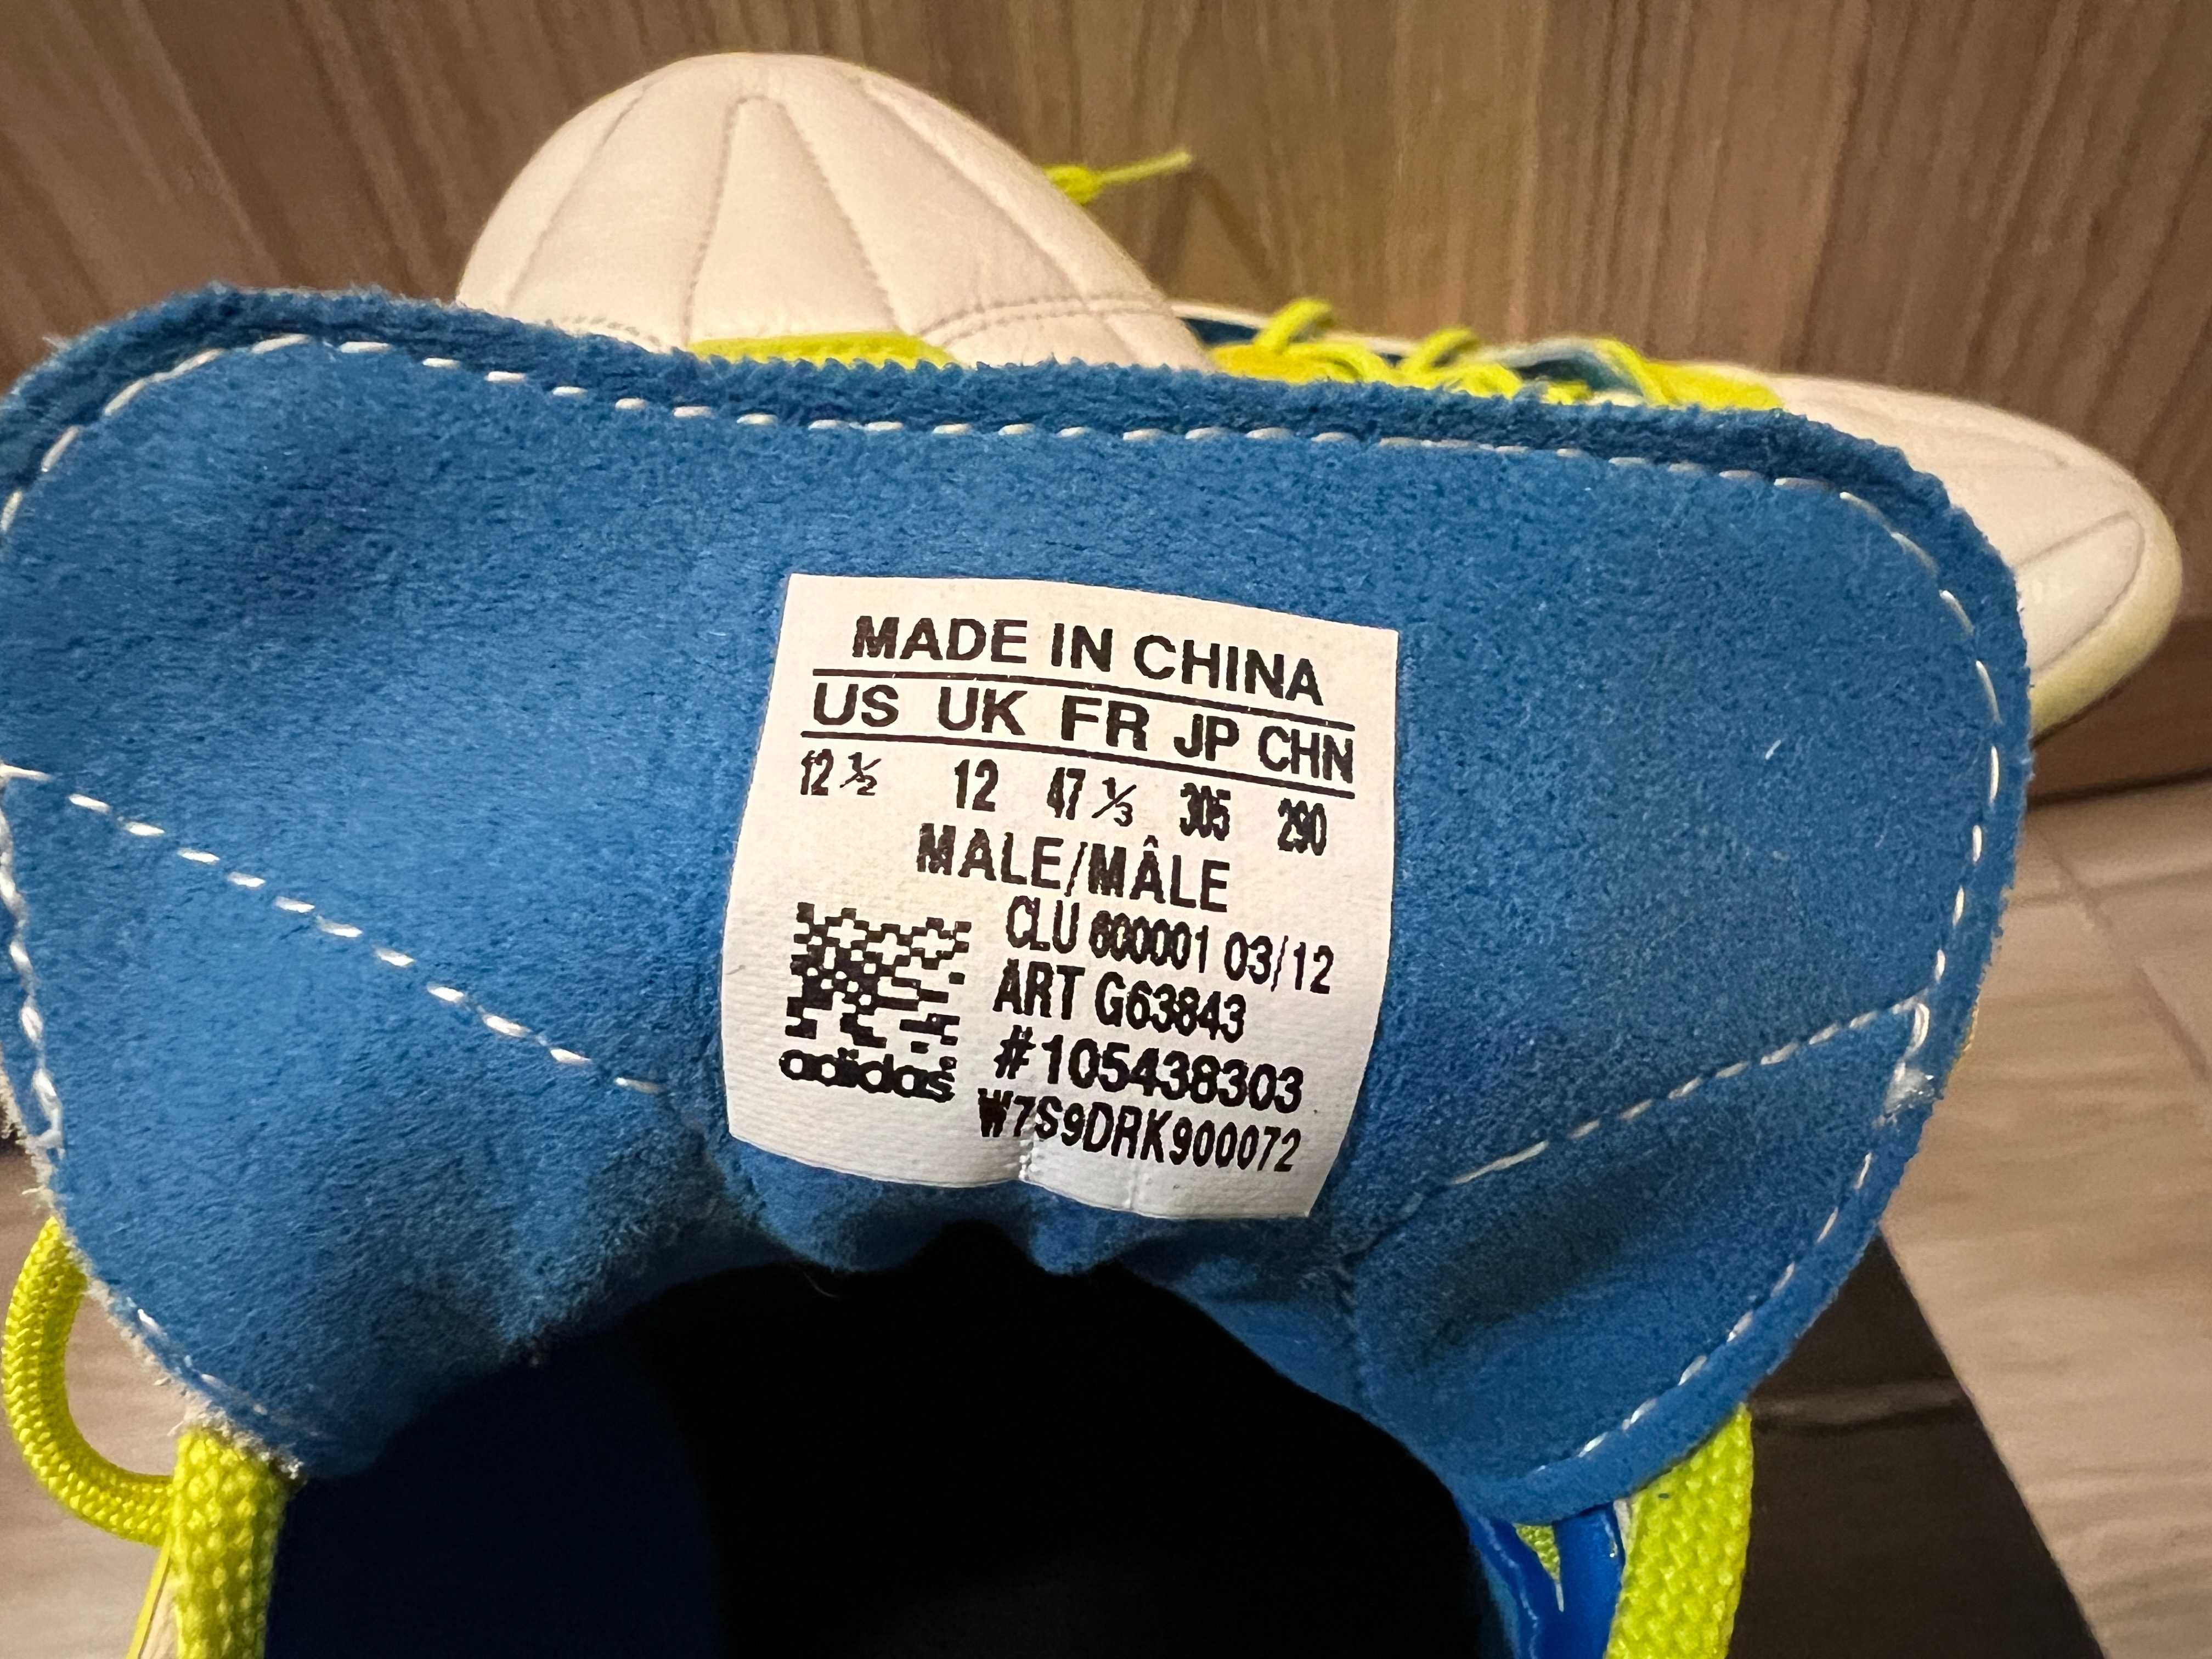 MADE IN CHINA
US UK FR JP CHN
12 ½ 12 47 ⅓ 305 290
MALE/MÂLE
CLU 600001 03/12
ART G63843
#105438303
adidas
W7S9DRK900072